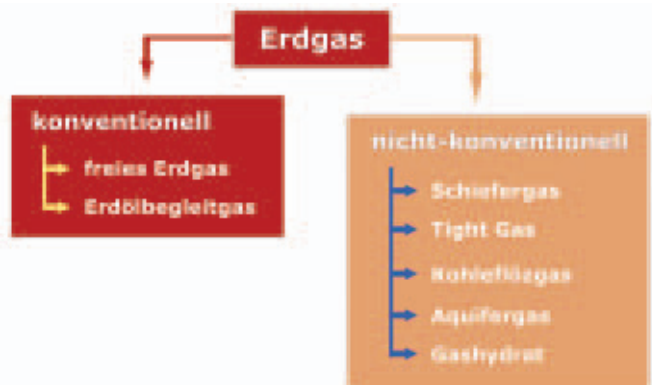 Erdgas
konventionell
freies Erdgas
Erdölbegleitgas
nicht-konventionell
Schiefergas
Tight Gas
Kohleflözgas
Aquifergas
Gashydrat